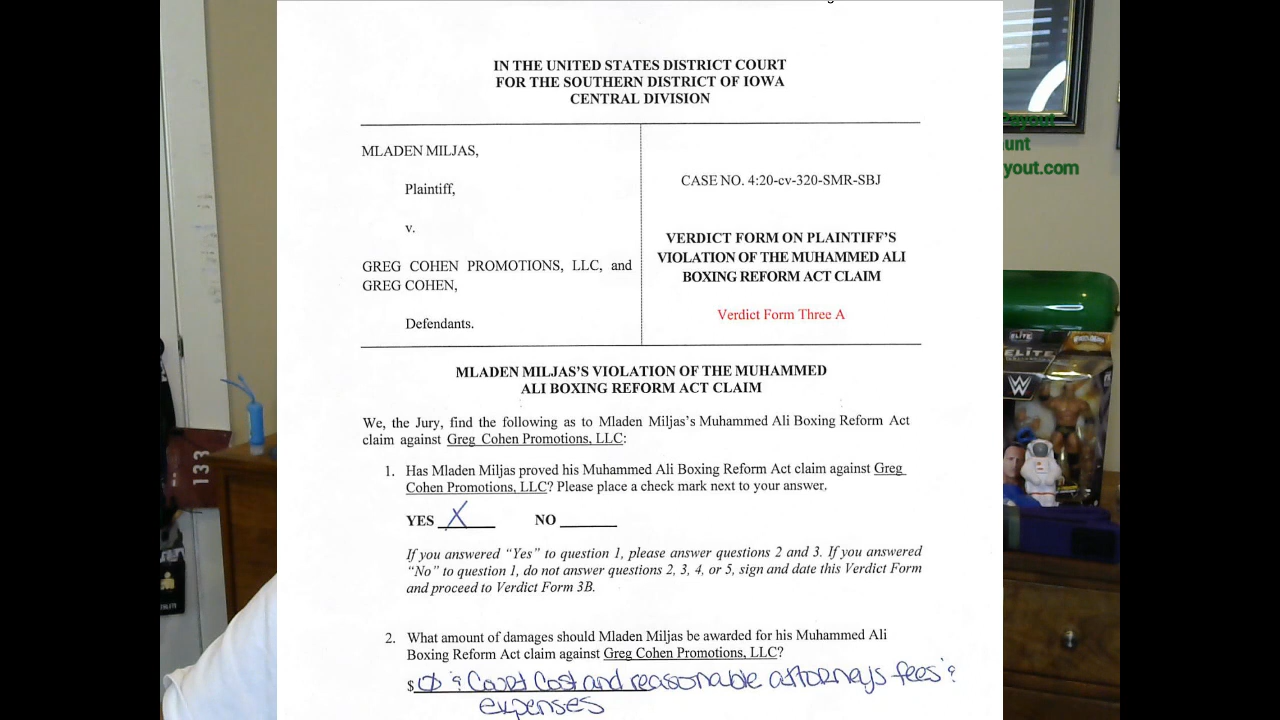 IN THE UNITED STATES DISTRICT COURT
FOR THE SOUTHERN DISTRICT OF IOWA
CENTRAL DIVISION
MLADEN MILJAS,
Plaintiff,
v.
GREG COHEN PROMOTIONS, LLC, and
GREG COHEN,
Defendants.
CASE NO. 4:20-cv-320-SMR-SBJ
VERDICT FORM ON PLAINTIFF'S
VIOLATION OF THE MUHAMMED ALI
BOXING REFORM ACT CLAIM
Verdict Form Three A
MLADEN MILJAS'S VIOLATION OF THE MUHAMMED
ALI BOXING REFORM ACT CLAIM
We, the Jury, find the following as to Mladen Miljas's Muhammed Ali Boxing Reform Act
claim against Greg Cohen Promotions, LLC:
1. Has Mladen Miljas proved his Muhammed Ali Boxing Reform Act claim against Greg
Cohen Promotions, LLC? Please place a check mark next to your answer.
YES X NO
If you answered "Yes" to question 1, please answer questions 2 and 3. If you answered
"No" to question 1, do not answer questions 2, 3, 4, or 5, sign and date this Verdict Form
and proceed to Verdict Form 3B.
2. What amount of damages should Mladen Miljas be awarded for his Muhammed Ali
Boxing Reform Act claim against Greg Cohen Promotions, LLC?
$ 0 & Court Cost and reasonable attorneys fees &
expenses
Payout
unt
yout.com
ELITE
ELITE
W
133